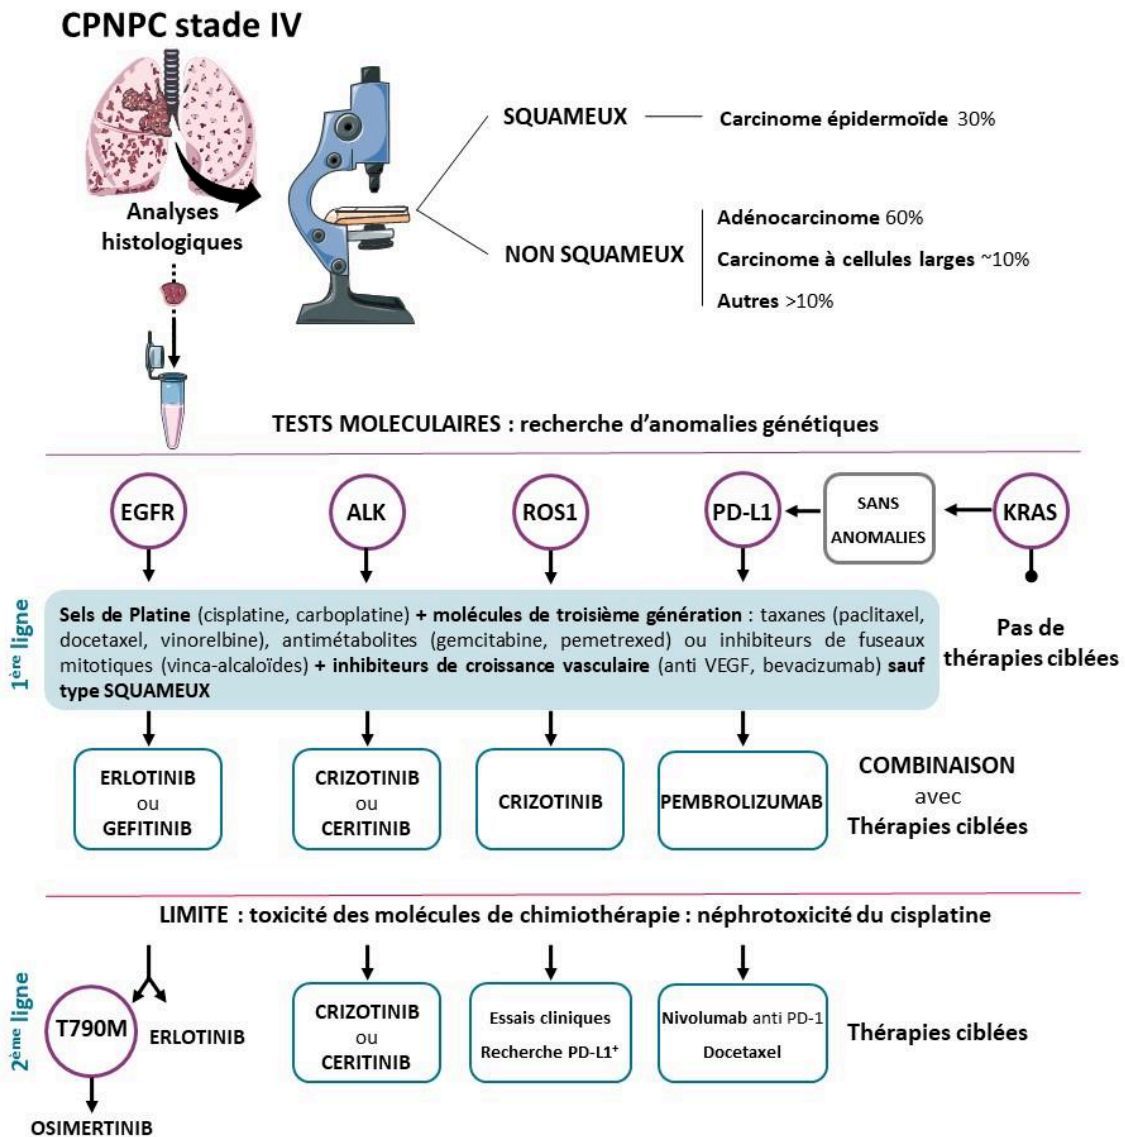 CPNPC stade IV
SQUAMEUX
Carcinome épidermoïde 30%
Analyses
histologiques
NON SQUAMEUX
Adénocarcinome 60%
Carcinome à cellules larges ~10%
Autres >10%
TESTS MOLECULAIRES : recherche d'anomalies génétiques
EGFR
ALK
ROS1
PD-L1
SANS
ANOMALIES
KRAS
1ère ligne
Sels de Platine (cisplatine, carboplatine) + molécules de troisième génération : taxanes (paclitaxel,
docetaxel, vinorelbine), antimétabolites (gemcitabine, pemetrexed) ou inhibiteurs de fuseaux
mitotiques (vinca-alcaloïdes) + inhibiteurs de croissance vasculaire (anti VEGF, bevacizumab) sauf
type SQUAMEUX
Pas de
thérapies ciblées
ERLOTINIB
ou
GEFITINIB
CRIZOTINIB
ou
CERITINIB
CRIZOTINIB
PEMBROLIZUMAB
COMBINAISON
avec
Thérapies ciblées
LIMITE : toxicité des molécules de chimiothérapie : néphrotoxicité du cisplatine
2ème ligne
T790M
ERLOTINIB
OSIMERTINIB
CRIZOTINIB
ou
CERITINIB
Essais cliniques
Recherche PD-L1⁺
Nivolumab anti PD-1
Docetaxel
Thérapies ciblées